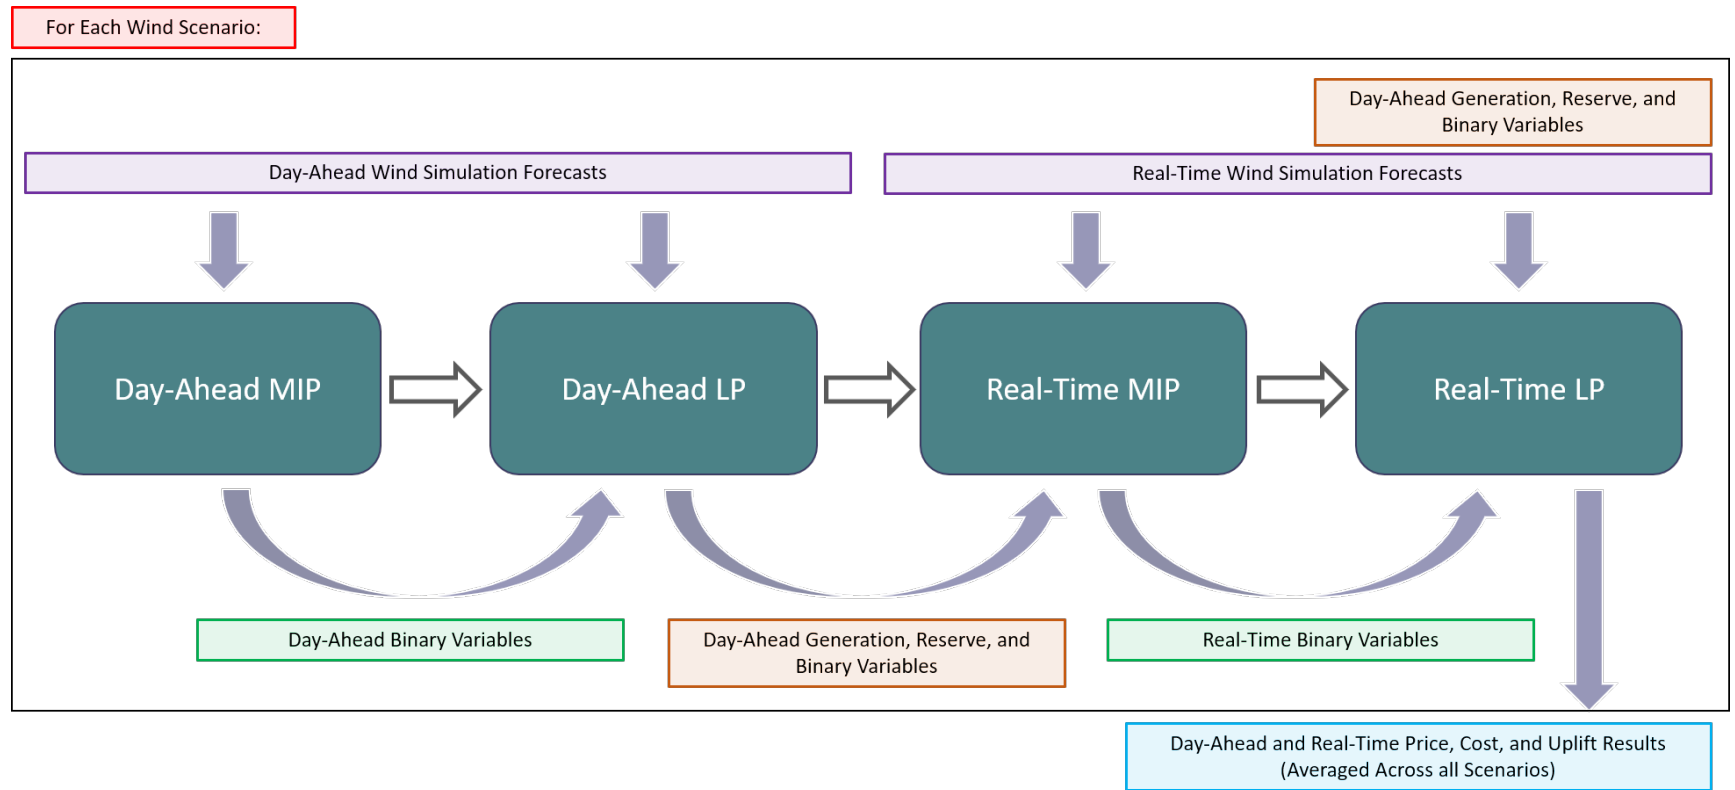 For Each Wind Scenario:
Day-Ahead Generation, Reserve, and
Binary Variables
Day-Ahead Wind Simulation Forecasts
Real-Time Wind Simulation Forecasts
Day-Ahead MIP
Day-Ahead LP
Real-Time MIP
Real-Time LP
Day-Ahead Binary Variables
Day-Ahead Generation, Reserve, and
Binary Variables
Real-Time Binary Variables
Day-Ahead and Real-Time Price, Cost, and Uplift Results
(Averaged Across all Scenarios)